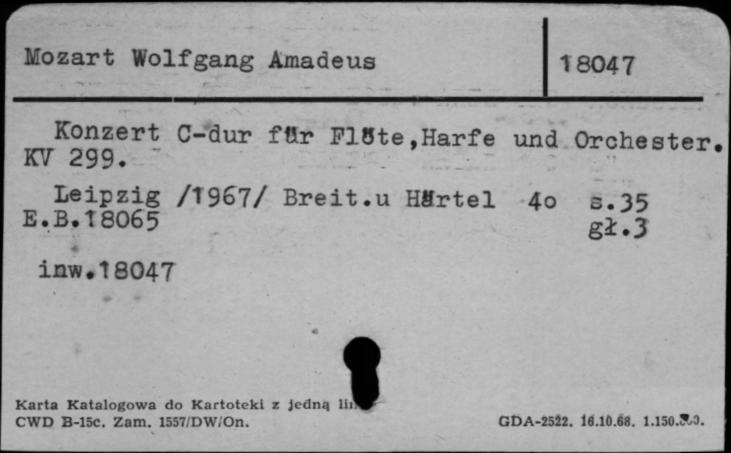 Mozart Wolfgang Amadeus
18047
Konzert C-dur für Flöte,Harfe und Orchester.
KV 299.
Leipzig /1967/ Breit.u Härtel 4o s.35
E.B.18065 gł.3
inw.18047
Karta Katalogowa do Kartoteki z jedną
CWD B-15c. Zam. 1557/DW/On.
GDA-2522. 16.10.68.